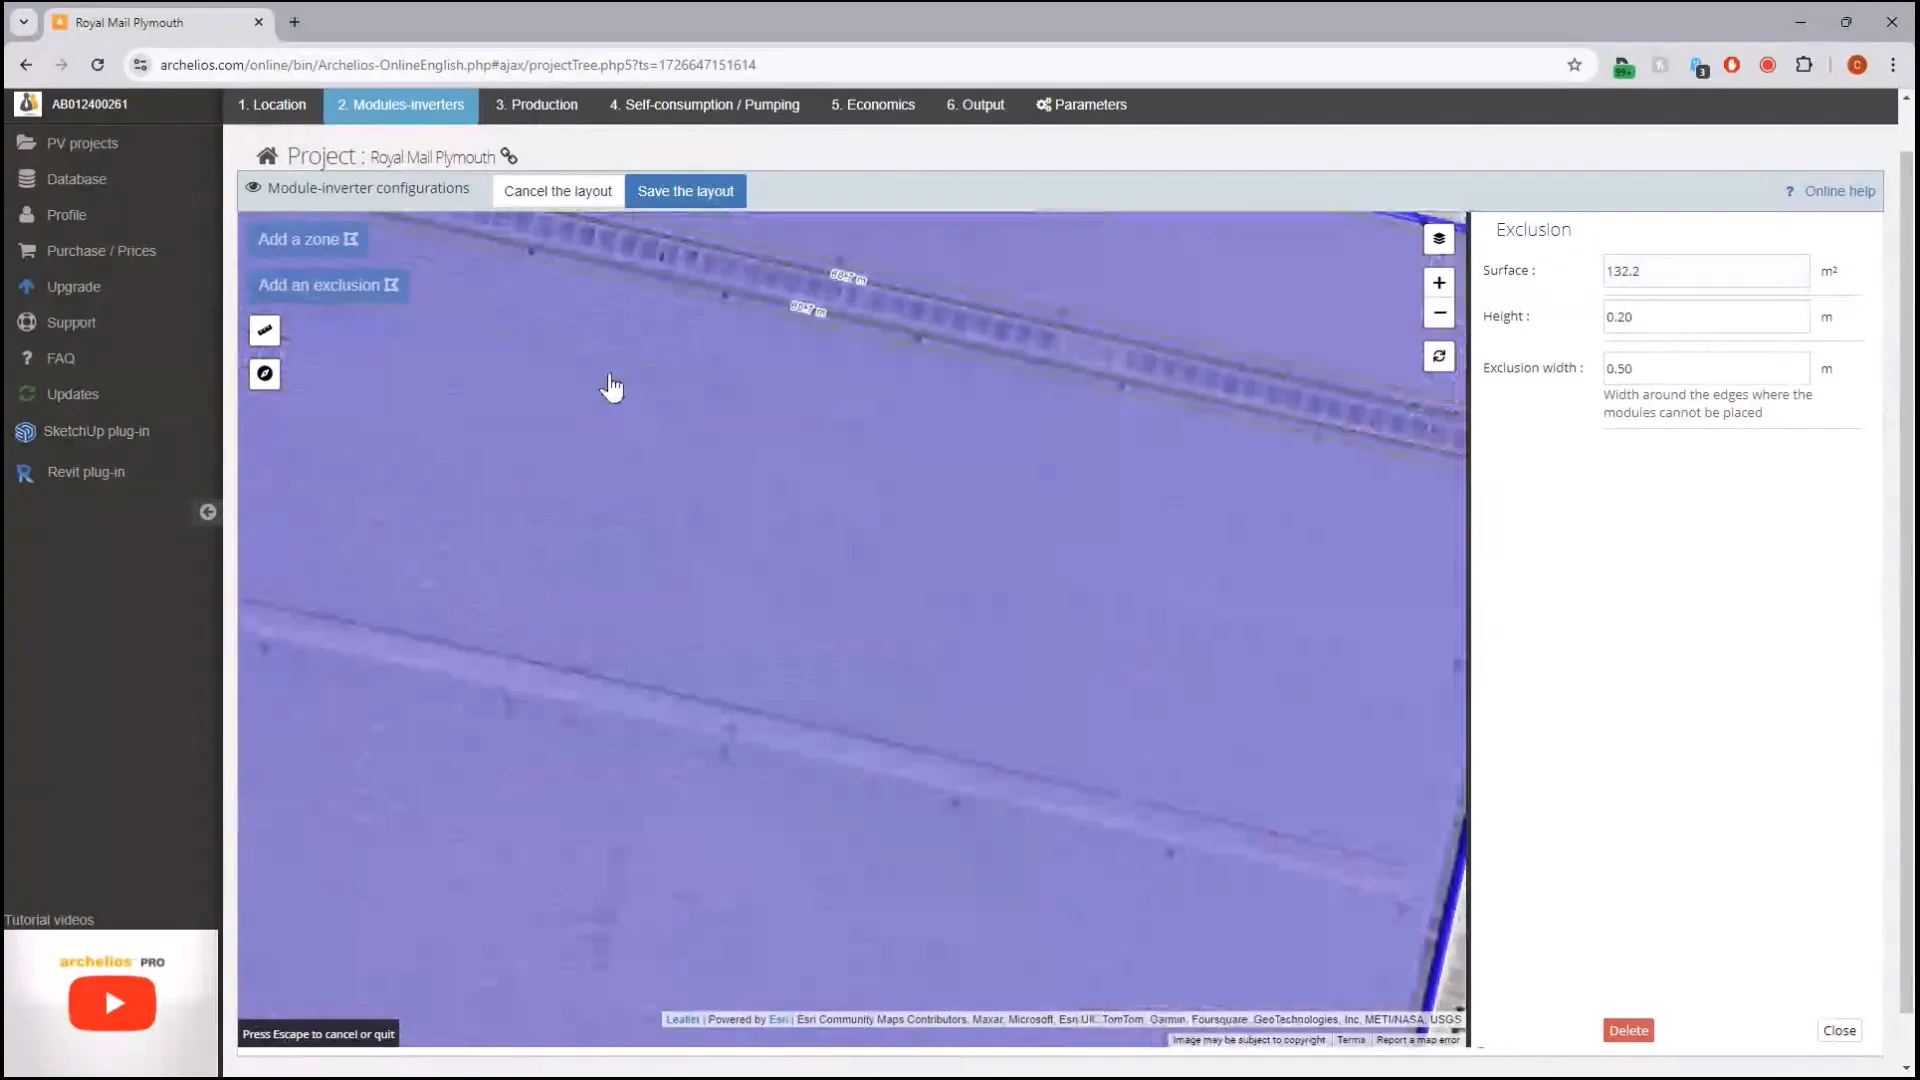 Royal Mail Plymouth
archelios.com/online/bin/Archelios-OnlineEnglish.php#ajax/projectTree.php5?ts=1726647151614
99+
3
C
AB012400261
1. Location
2. Modules-inverters
3. Production
4. Self-consumption / Pumping
5. Economics
6. Output
Parameters
PV projects
Database
Profile
Purchase / Prices
Upgrade
Support
FAQ
Updates
SketchUp plug-in
Revit plug-in
Tutorial videos
archelios PRO
Project : Royal Mail Plymouth
Module-inverter configurations
Cancel the layout
Save the layout
? Online help
Add a zone
Add an exclusion
Exclusion
Surface : 132.2 m²
Height : 0.20 m
Exclusion width : 0.50 m
Width around the edges where the
modules cannot be placed
Press Escape to cancel or quit
Leaflet | Powered by Esri | Esri Community Maps Contributors, Maxar, Microsoft, Esri UK, TomTom, Garmin, Foursquare, GeoTechnologies, Inc, METI/NASA, USGS
Image may be subject to copyright
Terms
Report a map error
Delete
Close